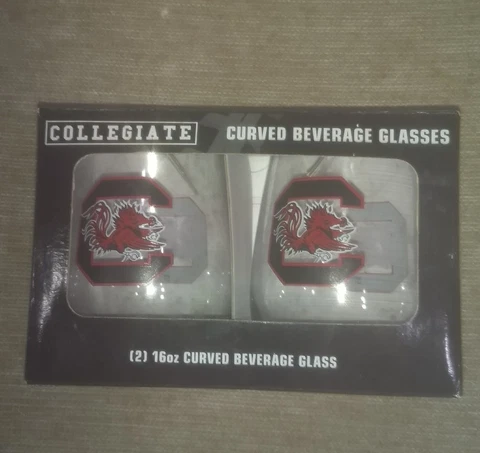 COLLEGIATE
CURVED BEVERAGE GLASSES
C
C
(2) 16oz CURVED BEVERAGE GLASS